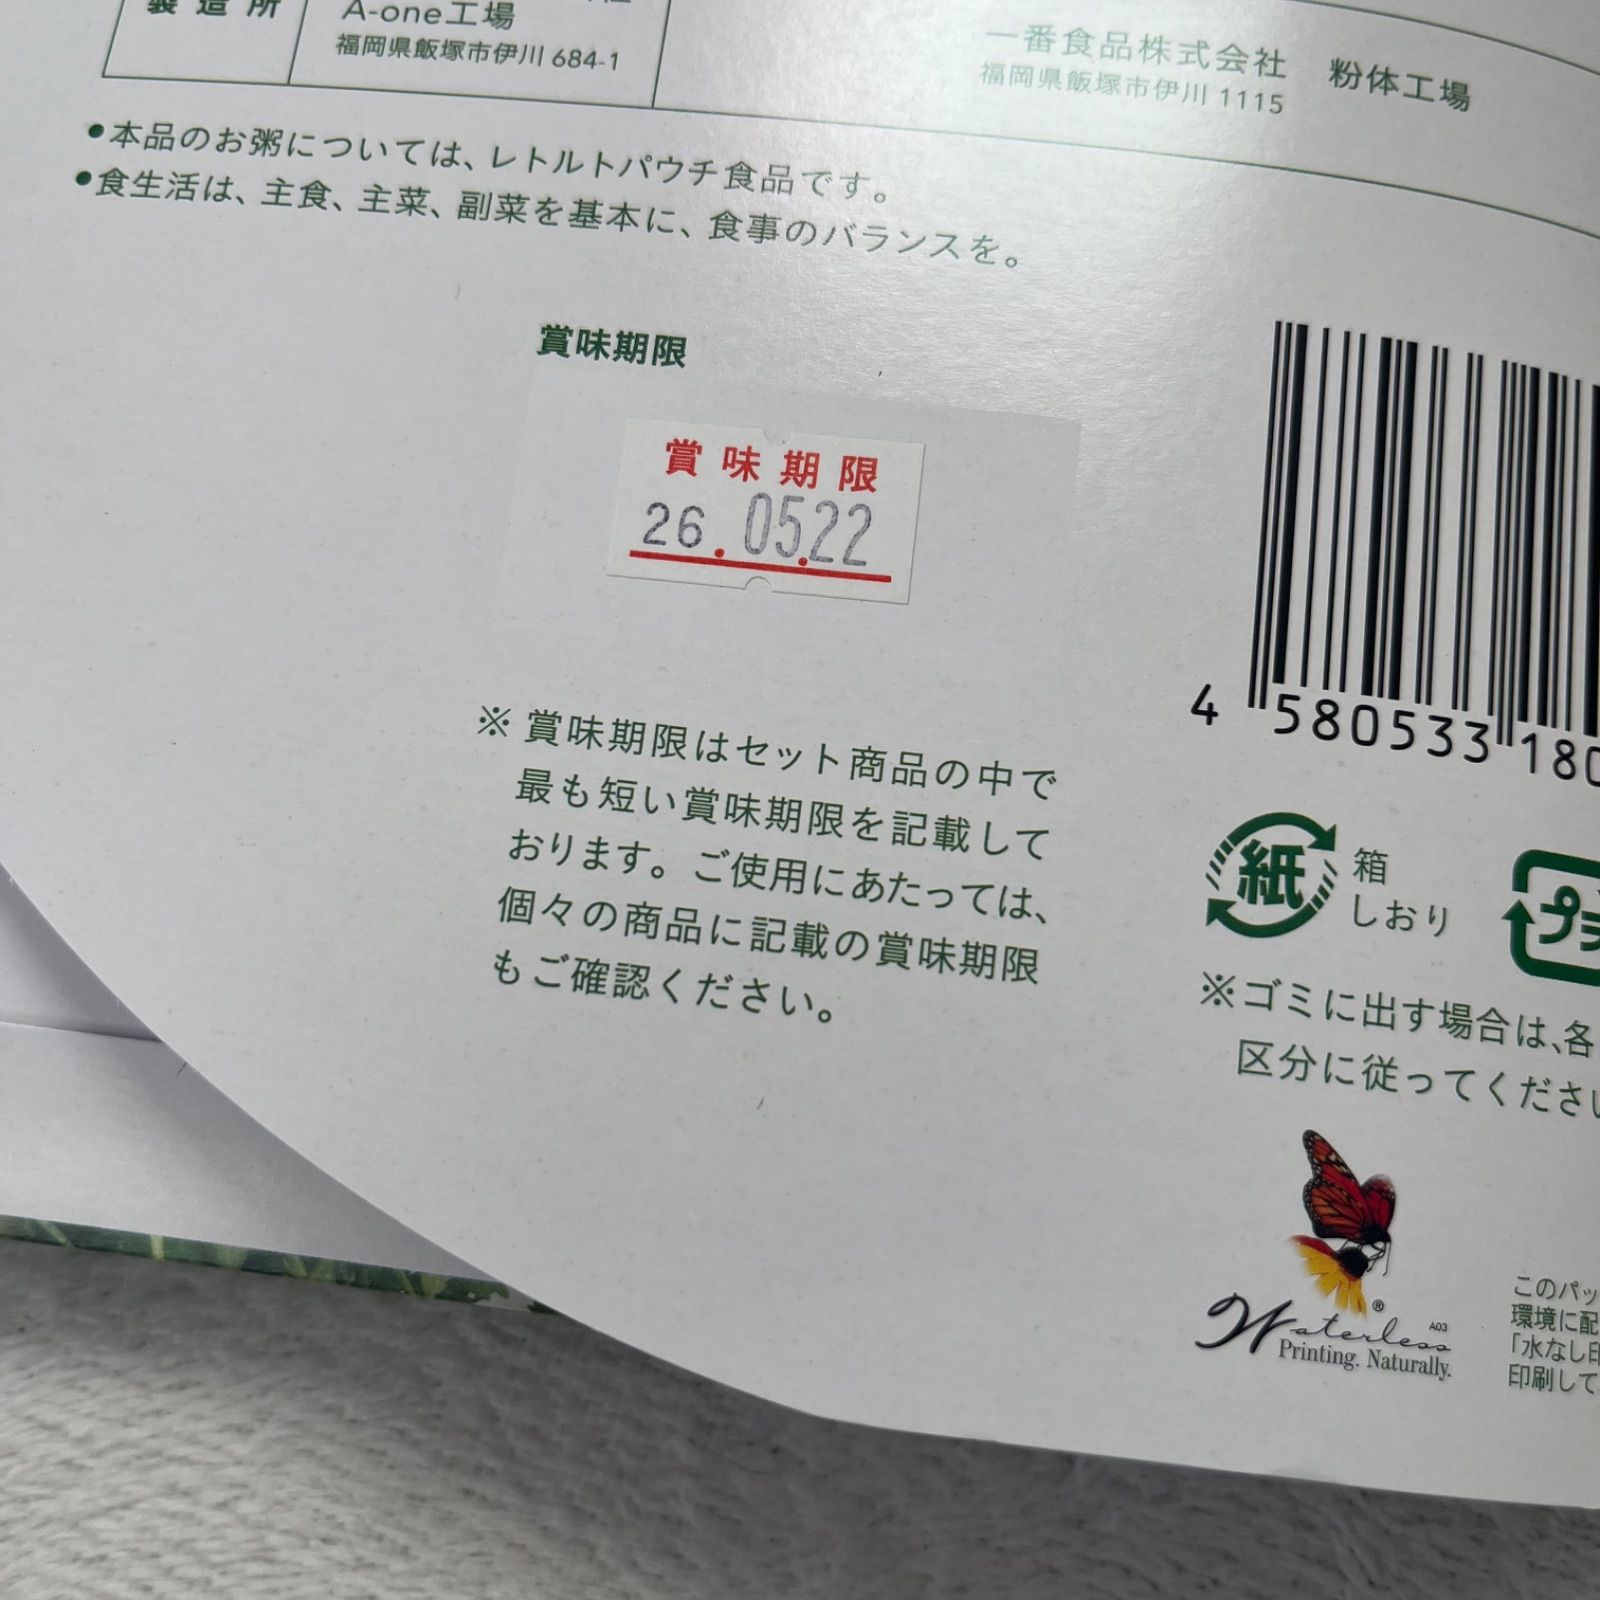 製造所
A-one工場
福岡県飯塚市伊川 684-1
一番食品株式会社 粉体工場
福岡県飯塚市伊川 1115
•本品のお粥については、レトルトパウチ食品です。
•食生活は、主食、主菜、副菜を基本に、食事のバランスを。
賞味期限
賞味期限
26.05.22
※ 賞味期限はセット商品の中で
最も短い賞味期限を記載して
おります。ご使用にあたっては、
個々の商品に記載の賞味期限
もご確認ください。
4 580533 180
紙
箱
しおり
プラ
※ゴミに出す場合は、各
区分に従ってください
Waterless
A03
®
Printing. Naturally.
このパッ
環境に配
「水なし印
印刷して